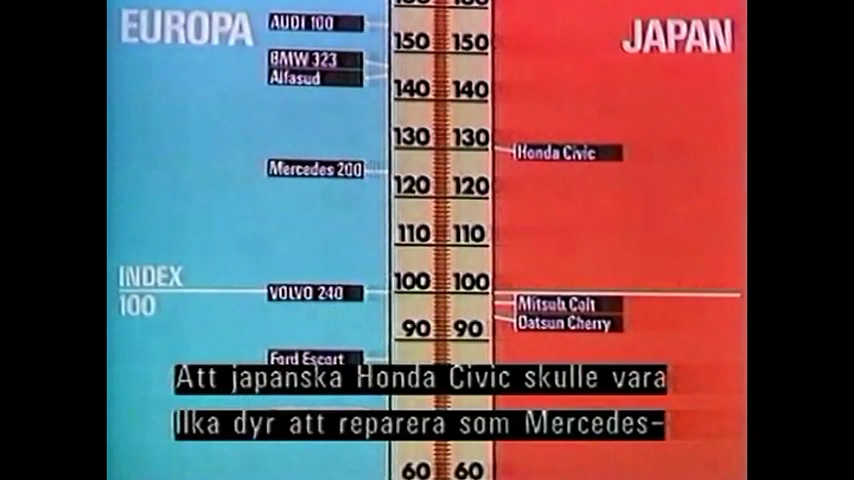 EUROPA
JAPAN
AUDI 100
BMW 323
Alfasud
Mercedes 200
Honda Civic
INDEX
100
VOLVO 240
Mitsub. Colt
Datsun Cherry
Ford Escort
150 150
140 140
130 130
120 120
110 110
100 100
90 90
60 60
Att japanska Honda Civic skulle vara
lika dyr att reparera som Mercedes-